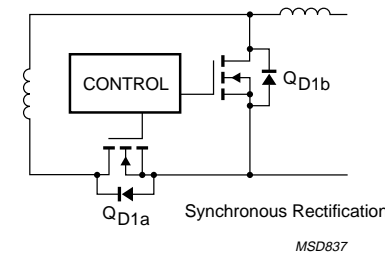 CONTROL
QD1b
QD1a
Synchronous Rectification
MSD837